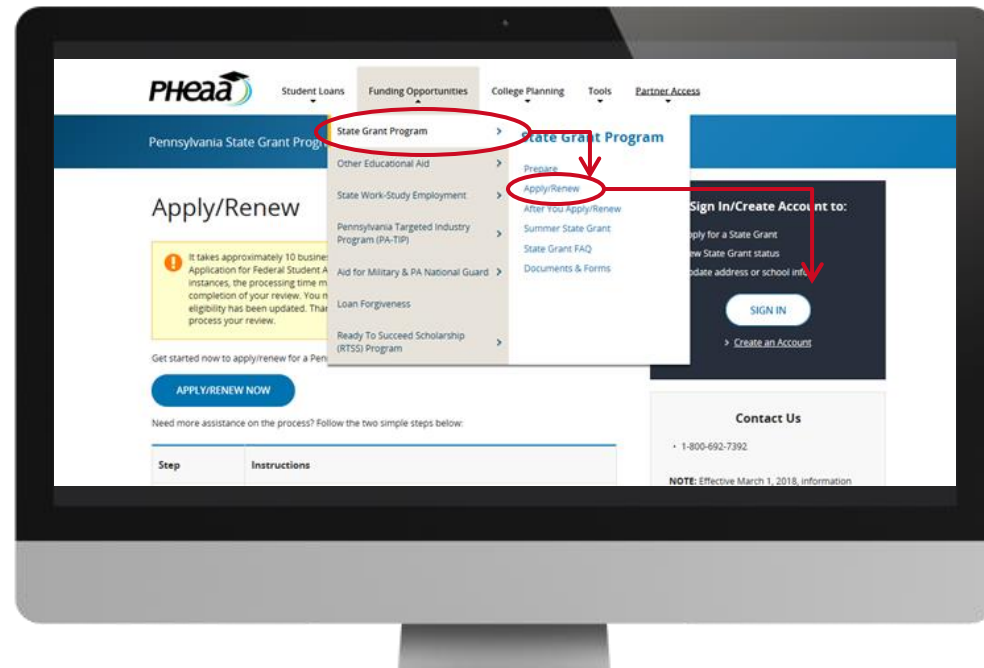 PHEAA
Student Loans
Funding Opportunities
College Planning
Tools
Partner Access
Pennsylvania State Grant
State Grant Program
Other Educational Aid
State Work-Study Employment
Pennsylvania Targeted Industry
Program (PA-TIP)
Aid for Military & PA National Guard
Loan Forgiveness
Ready To Succeed Scholarship
(RTSS) Program
State Grant Program
Prepare
Apply/Renew
After You Apply/Renew
Summer State Grant
State Grant FAQ
Documents & Forms
Apply/Renew
It takes approximately 10
Application for Federal Student
instances, the processing time
completion of your review. You
eligibility has been updated.
process your review.
Get started now to apply/renew for a
APPLY/RENEW NOW
Need more assistance on the process? Follow the two simple steps below:
Step
Instructions
Sign In/Create Account to:
for a State Grant
State Grant status
address or school info
SIGN IN
> Create an Account
Contact Us
• 1-800-692-7392
NOTE: Effective March 1, 2018, information